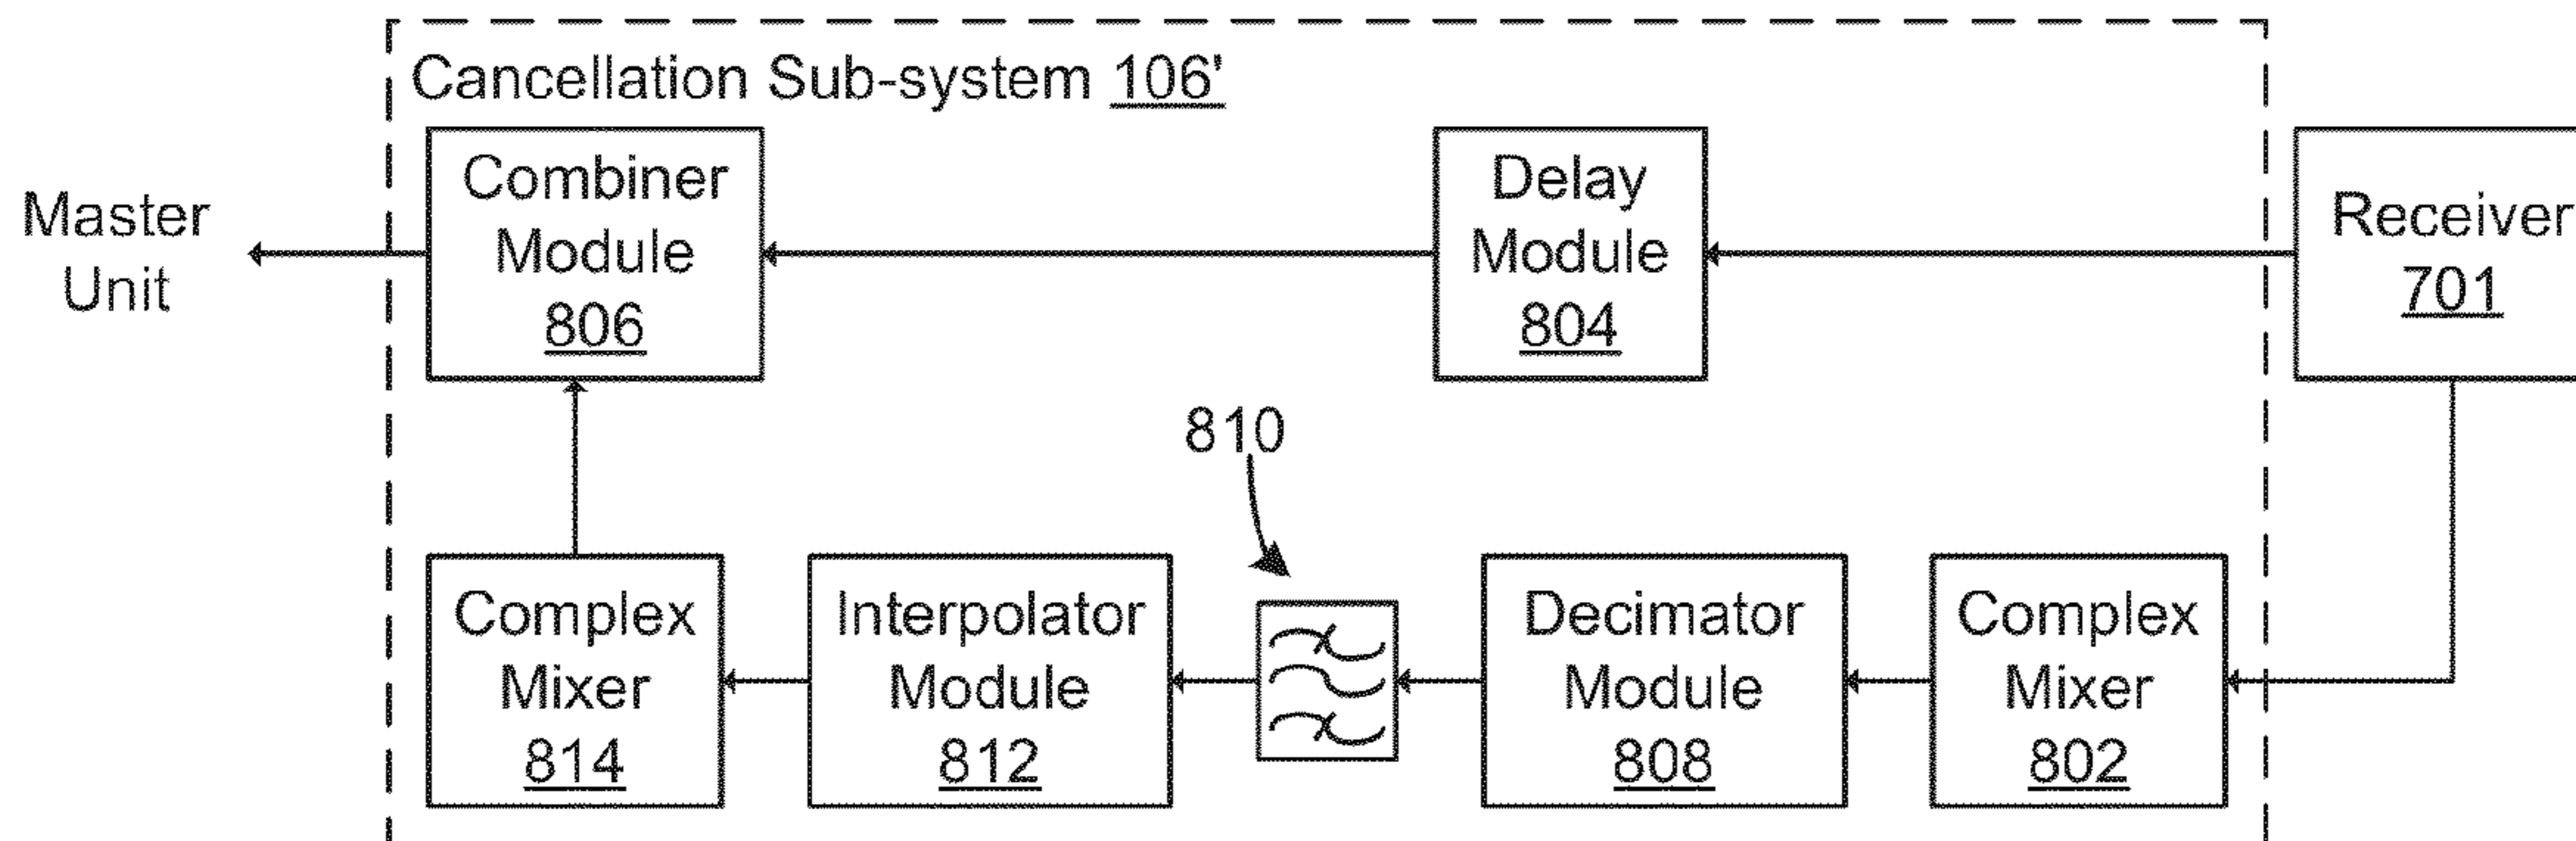 Cancellation Sub-system 106'
Master
Unit
Combiner
Module
806
Delay
Module
804
Receiver
701
810
Complex
Mixer
814
Interpolator
Module
812
Decimator
Module
808
Complex
Mixer
802